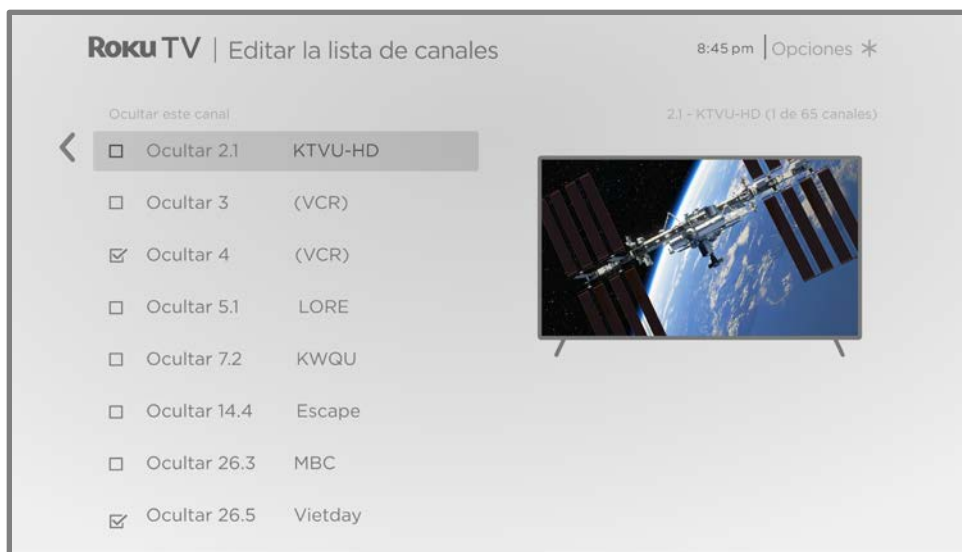 Roku TV | Editar la lista de canales
8:45 pm | Opciones *
Ocultar este canal
2.1 - KTVU-HD (1 de 65 canales)
Ocultar 2.1 KTVU-HD
Ocultar 3 (VCR)
Ocultar 4 (VCR)
Ocultar 5.1 LORE
Ocultar 7.2 KWQU
Ocultar 14.4 Escape
Ocultar 26.3 MBC
Ocultar 26.5 Vietday